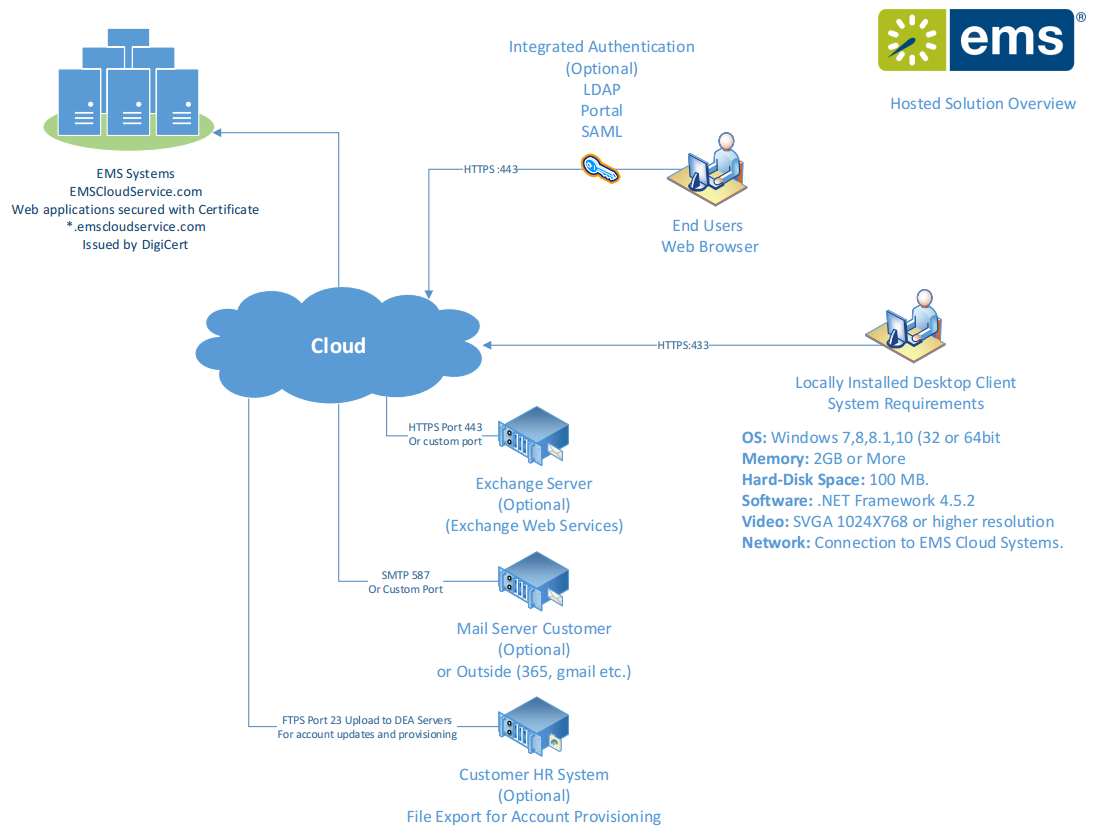 ems®
Hosted Solution Overview
Integrated Authentication
(Optional)
LDAP
Portal
SAML
HTTPS :443
End Users
Web Browser
EMS Systems
EMSCloudService.com
Web applications secured with Certificate
*.emscloudservice.com
Issued by DigiCert
Cloud
HTTPS:433
Locally Installed Desktop Client
System Requirements
OS: Windows 7,8,8.1,10 (32 or 64bit
Memory: 2GB or More
Hard-Disk Space: 100 MB.
Software: .NET Framework 4.5.2
Video: SVGA 1024X768 or higher resolution
Network: Connection to EMS Cloud Systems.
HTTPS Port 443
Or custom port
Exchange Server
(Optional)
(Exchange Web Services)
SMTP 587
Or Custom Port
Mail Server Customer
(Optional)
or Outside (365, gmail etc.)
FTPS Port 23 Upload to DEA Servers
For account updates and provisioning
Customer HR System
(Optional)
File Export for Account Provisioning